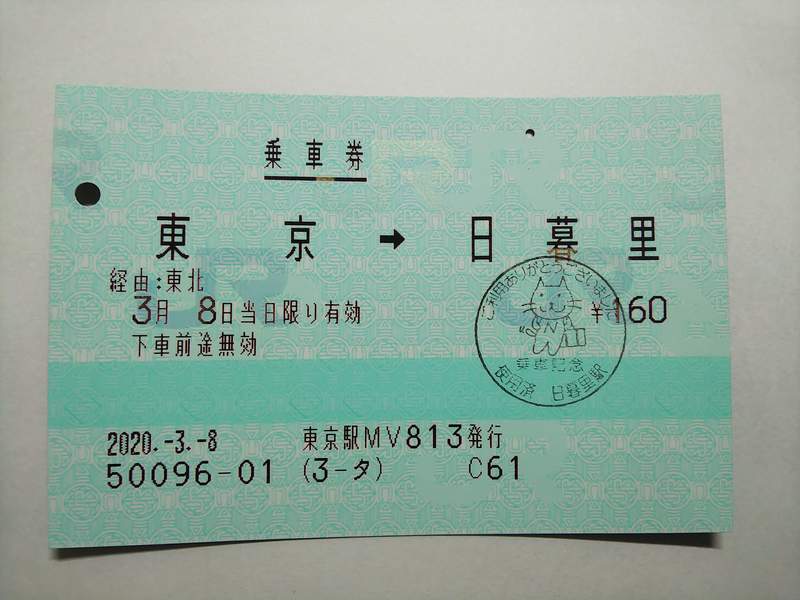 乗車券
東京→日暮里
経由:東北
3月 8日当日限り有効 ¥160
下車前途無効
ご利用ありがとうございました
乗車記念
使用済 日暮里駅
2020.-3.-8 東京駅MV813発行
50096-01 (3-タ) C61